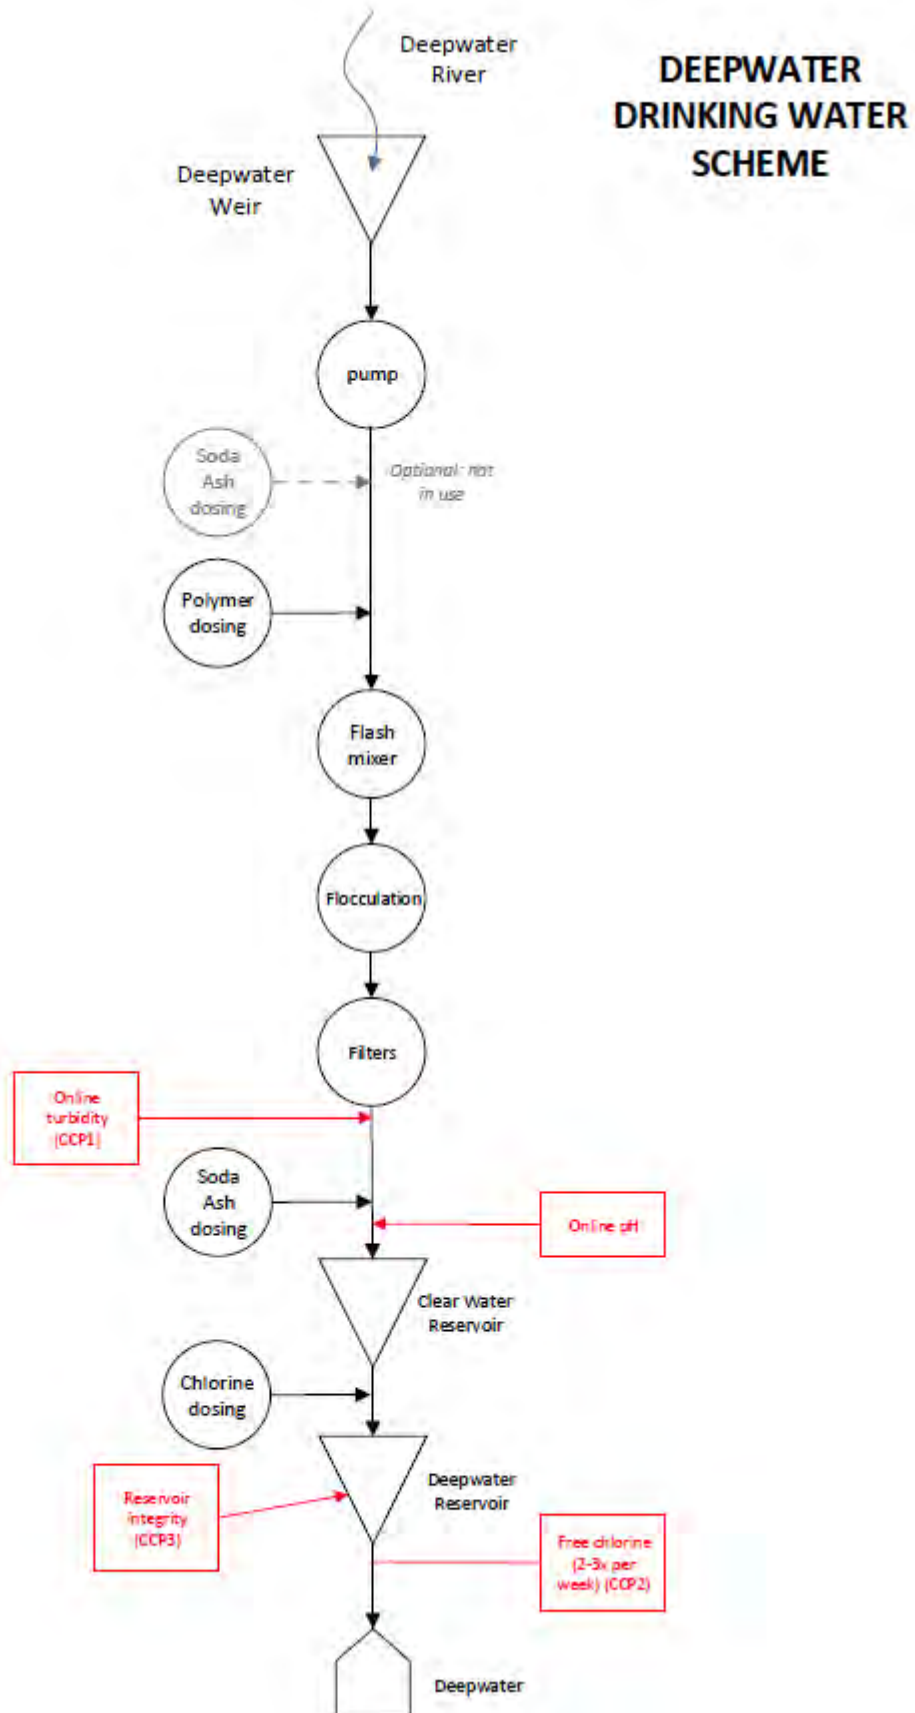 Deepwater
River
DEEPWATER
DRINKING WATER
SCHEME
Deepwater
Weir
pump
Soda
Ash
dosing
Optional: not
in use
Polymer
dosing
Flash
mixer
Flocculation
Filters
Online
turbidity
(CCP1)
Soda
Ash
dosing
Online pH
Clear Water
Reservoir
Chlorine
dosing
Deepwater
Reservoir
Reservoir
integrity
(CCP3)
Free chlorine
(2-3x per
week) (CCP2)
Deepwater